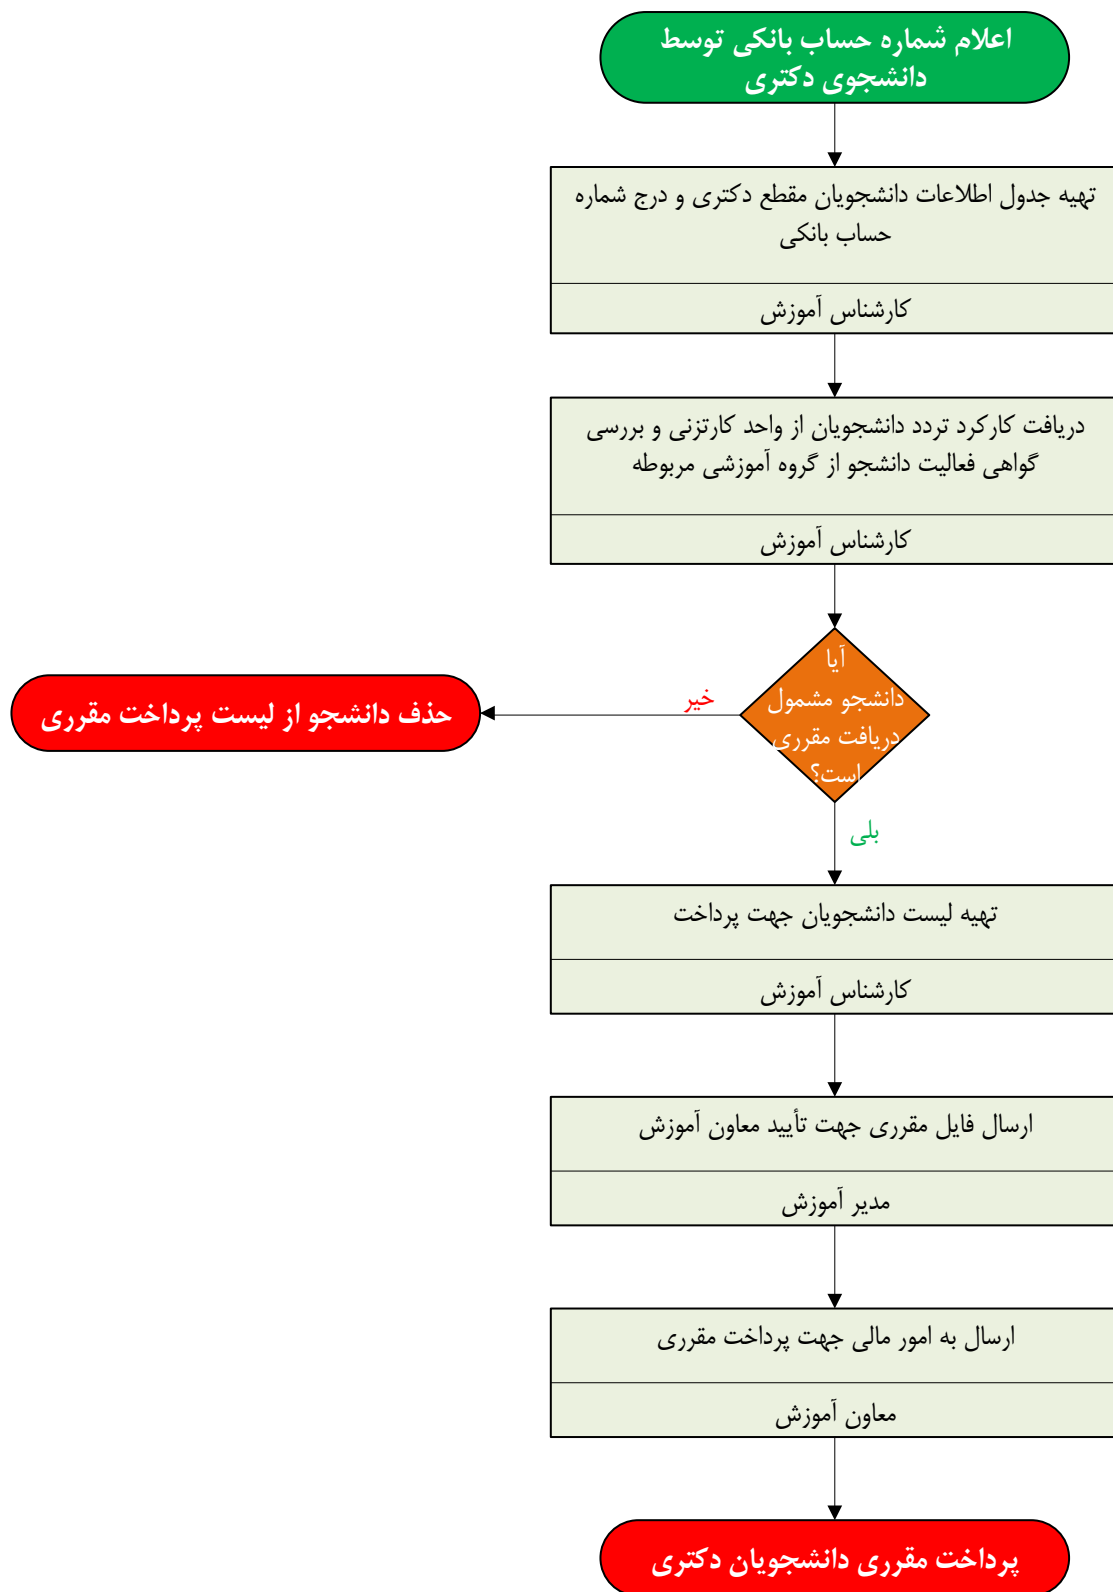 اعلام شماره حساب بانکی توسط
دانشجوی دکتری
تهیه جدول اطلاعات دانشجویان مقطع دکتری و درج شماره
حساب بانکی
کارشناس آموزش
دریافت کارکرد تردد دانشجویان از واحد کارتزنی و بررسی
گواهی فعالیت دانشجو از گروه آموزشی مربوطه
کارشناس آموزش
آیا
دانشجو مشمول
دریافت مقرری
است؟
خیر
حذف دانشجو از لیست پرداخت مقرری
بلی
تهیه لیست دانشجویان جهت پرداخت
کارشناس آموزش
ارسال فایل مقرری جهت تأیید معاون آموزش
مدیر آموزش
ارسال به امور مالی جهت پرداخت مقرری
معاون آموزش
پرداخت مقرری دانشجویان دکتری